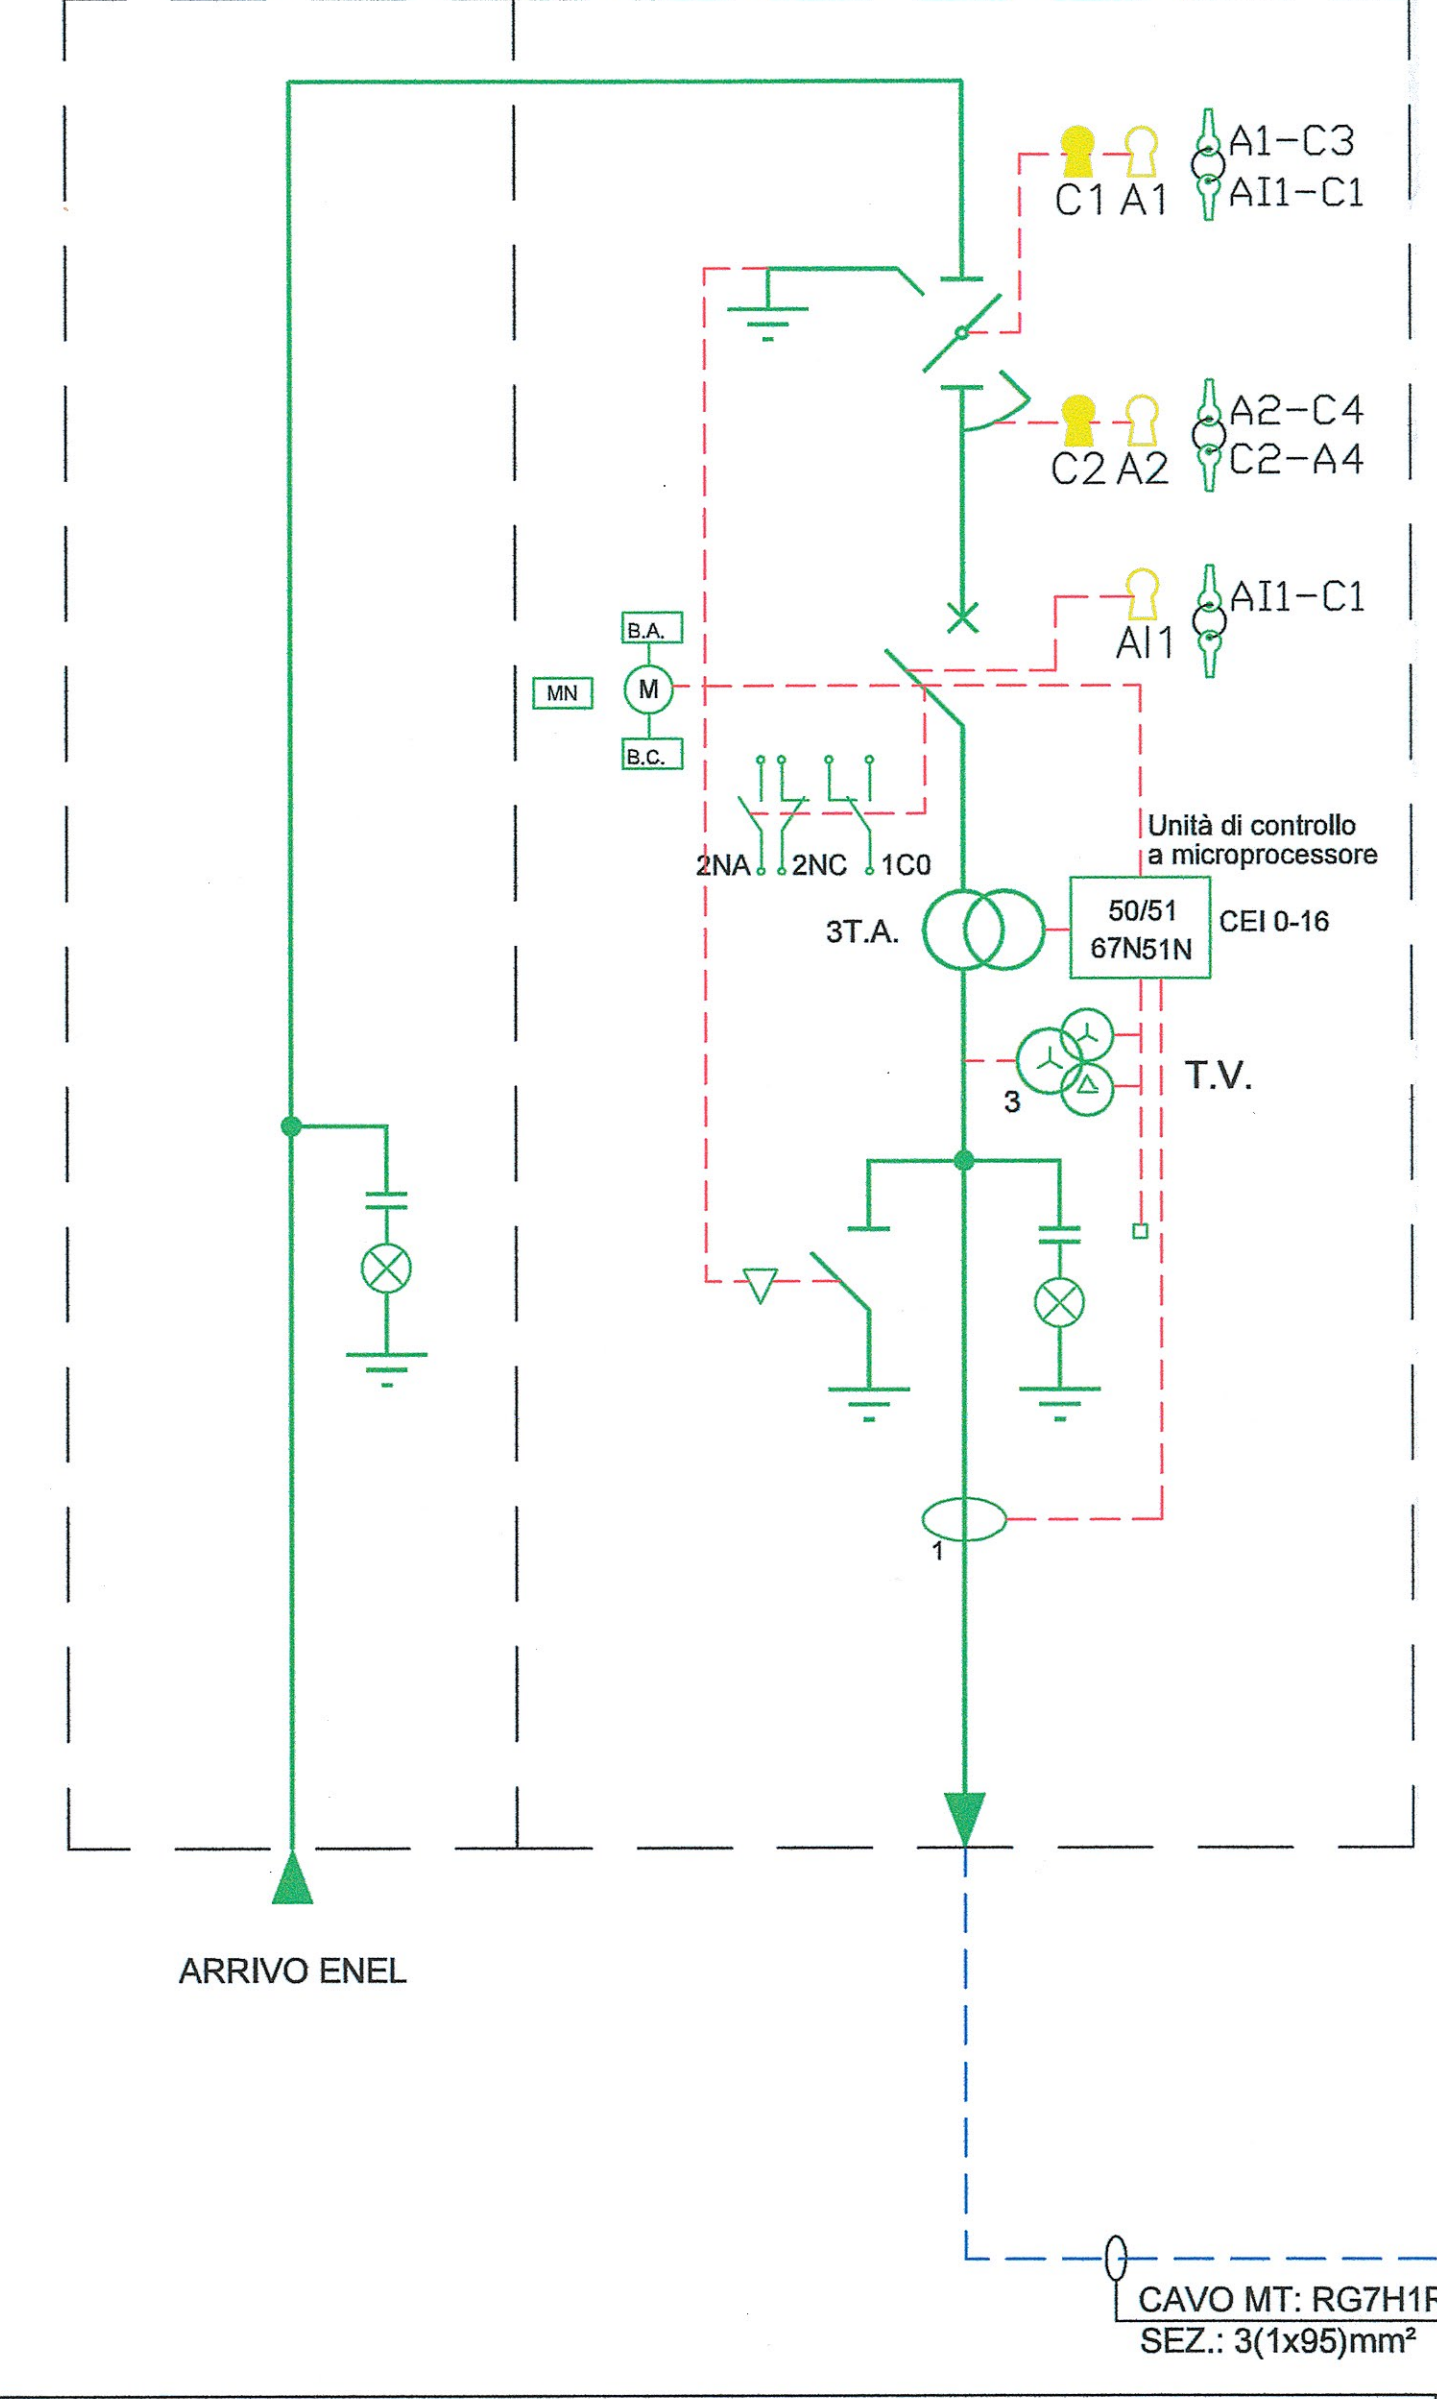 A1-C3
C1 A1
AI1-C1
A2-C4
C2 A2
C2-A4
AI1-C1
AI1
B.A.
MN
M
B.C.
2NA
2NC
1C0
Unità di controllo
a microprocessore
50/51
67N51N
CEI 0-16
3T.A.
T.V.
3
1
ARRIVO ENEL
CAVO MT: RG7H1R
SEZ.: 3(1x95)mm²